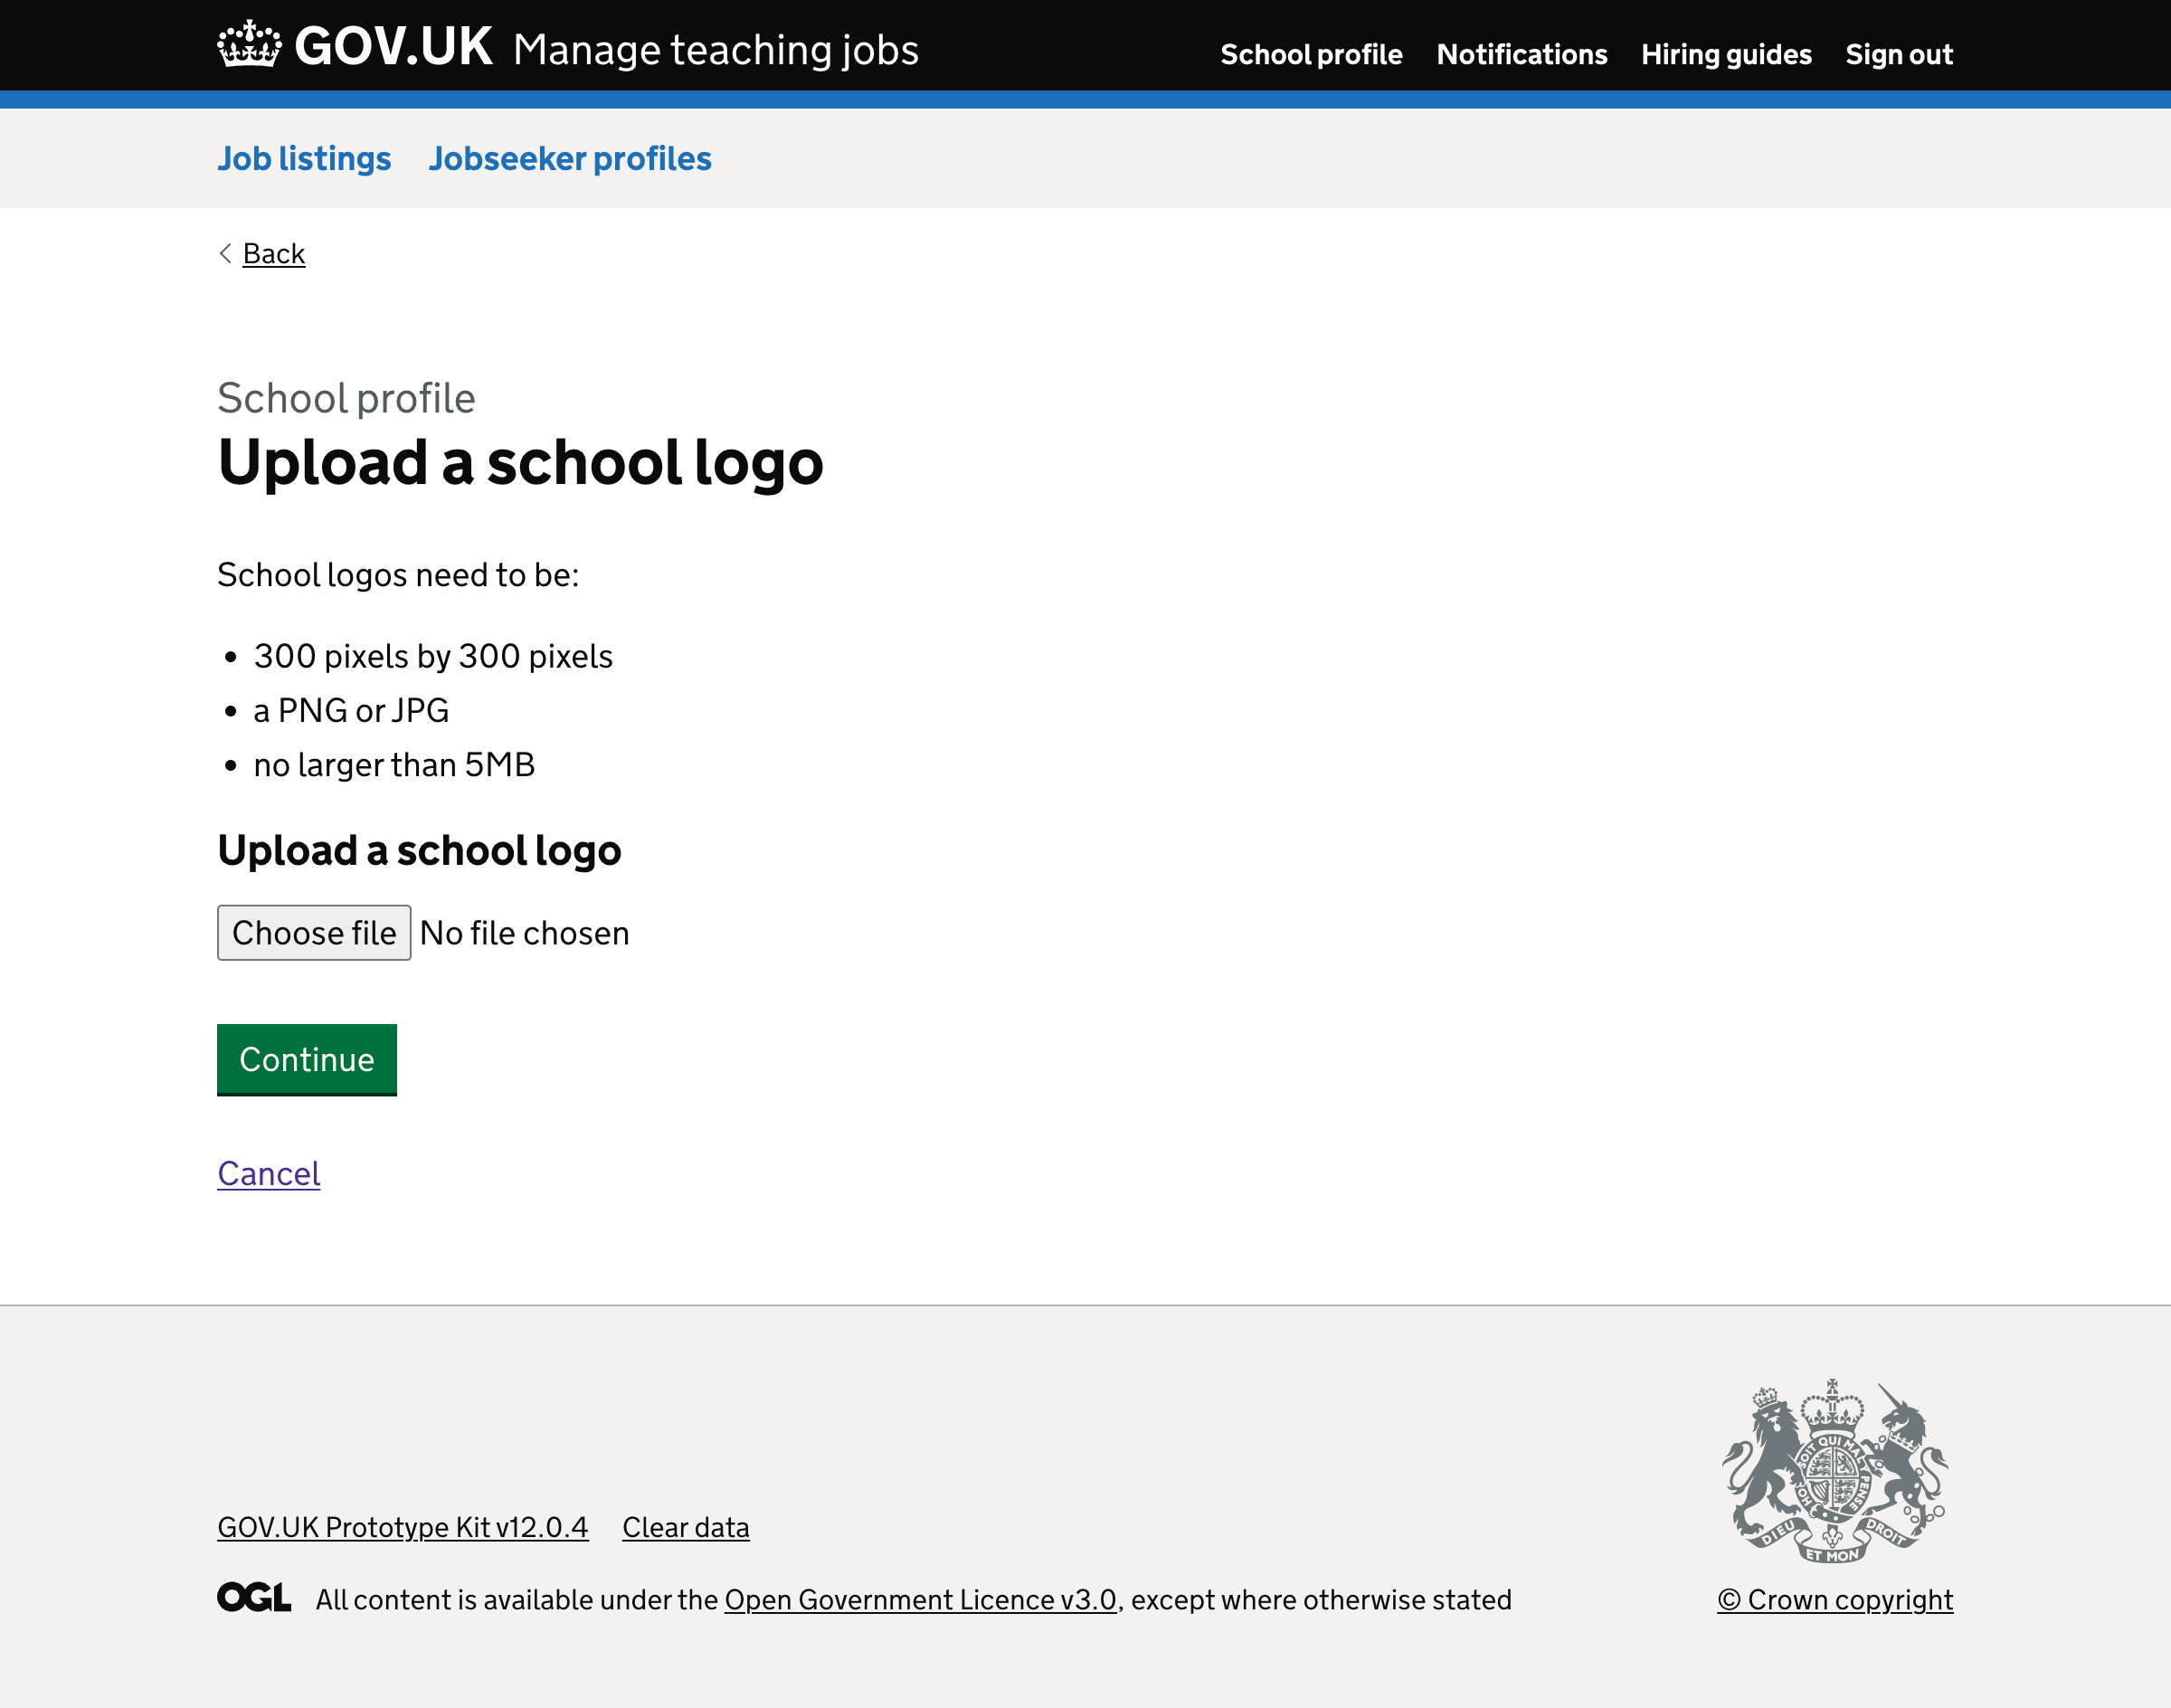 GOV.UK Manage teaching jobs
School profile Notifications Hiring guides Sign out
Job listings Jobseeker profiles
Back
School profile
Upload a school logo
School logos need to be:
• 300 pixels by 300 pixels
• a PNG or JPG
• no larger than 5MB
Upload a school logo
Choose file No file chosen
Continue
Cancel
GOV.UK Prototype Kit v12.0.4 Clear data
OGL All content is available under the Open Government Licence v3.0, except where otherwise stated
SOIT QUI MAL
PENSE
DIEU ET MON DROIT
© Crown copyright